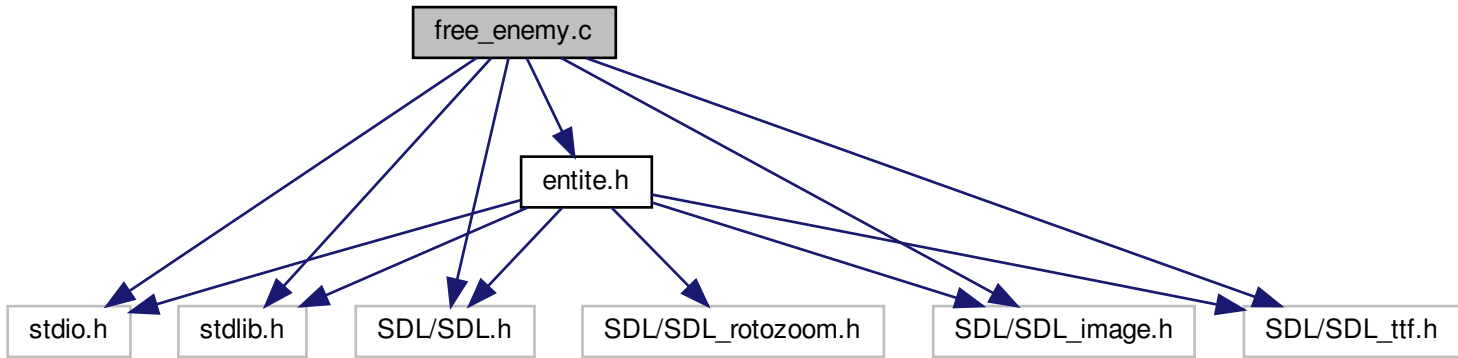 free_enemy.c
entite.h
stdio.h
stdlib.h
SDL/SDL.h
SDL/SDL_rotozoom.h
SDL/SDL_image.h
SDL/SDL_ttf.h